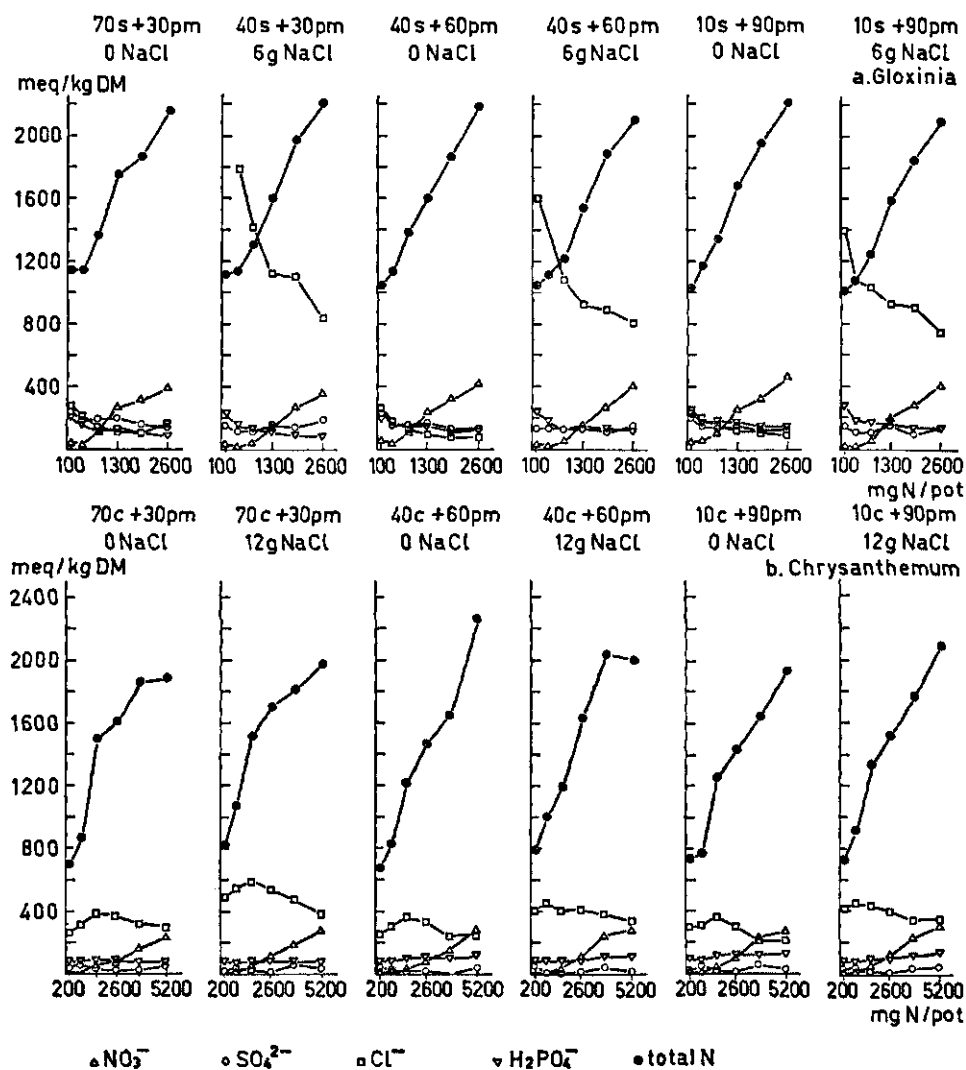 70s+30pm 40s+30pm 40s+60pm 40s+60pm 10s+90pm 10s+90pm
0 NaCl 6g NaCl 0 NaCl 6g NaCl 0 NaCl 6g NaCl
meq/kg DM a.Gloxinia
2000
1600
1200
800
400
100 1300 2600 100 1300 2600 100 1300 2600 100 1300 2600 100 1300 2600 100 1300 2600
mg N/pot
70c+30pm 70c+30pm 40c+60pm 40c+60pm 10c+90pm 10c+90pm
0 NaCl 12g NaCl 0 NaCl 12g NaCl 0 NaCl 12g NaCl
meq/kg DM b. Chrysanthemum
2400
2000
1600
1200
800
400
200 2600 5200 200 2600 5200 200 2600 5200 200 2600 5200 200 2600 5200 200 2600 5200
mg N/pot
NO₃⁻ SO₄²⁻ Cl⁻ H₂PO₄⁻ total N